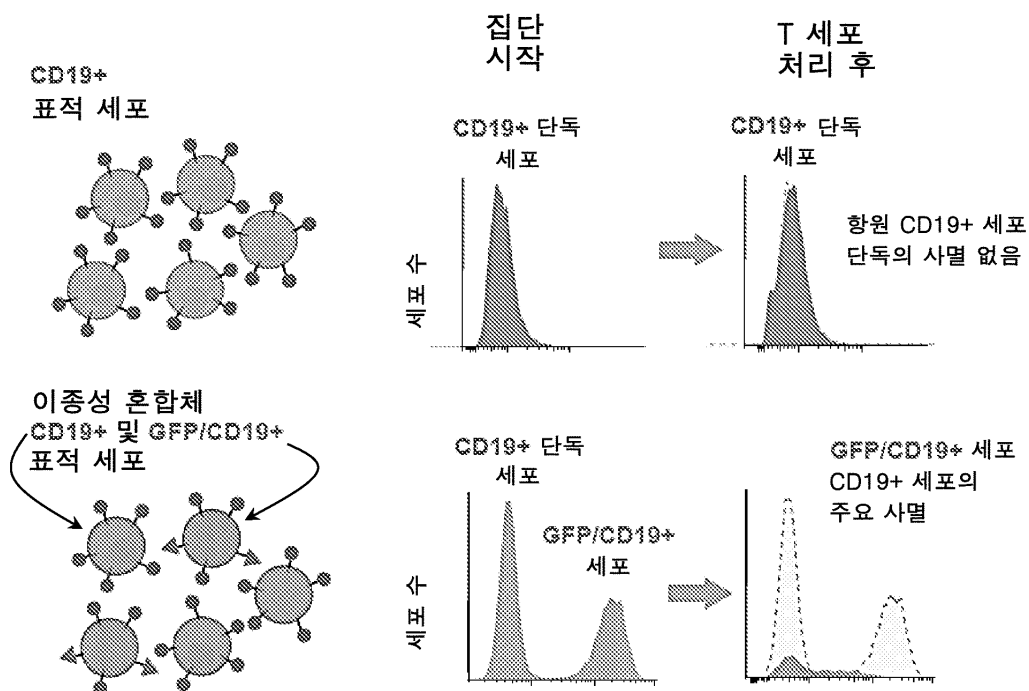 집단
시작
T 세포
처리 후
CD19+
표적 세포
CD19+ 단독
세포
세포 수
CD19+ 단독
세포
항원 CD19+ 세포
단독의 사멸 없음
이종성 혼합체
CD19+ 및 GFP/CD19+
표적 세포
CD19+ 단독
세포
GFP/CD19+
세포
세포 수
GFP/CD19+ 세포
CD19+ 세포의
주요 사멸